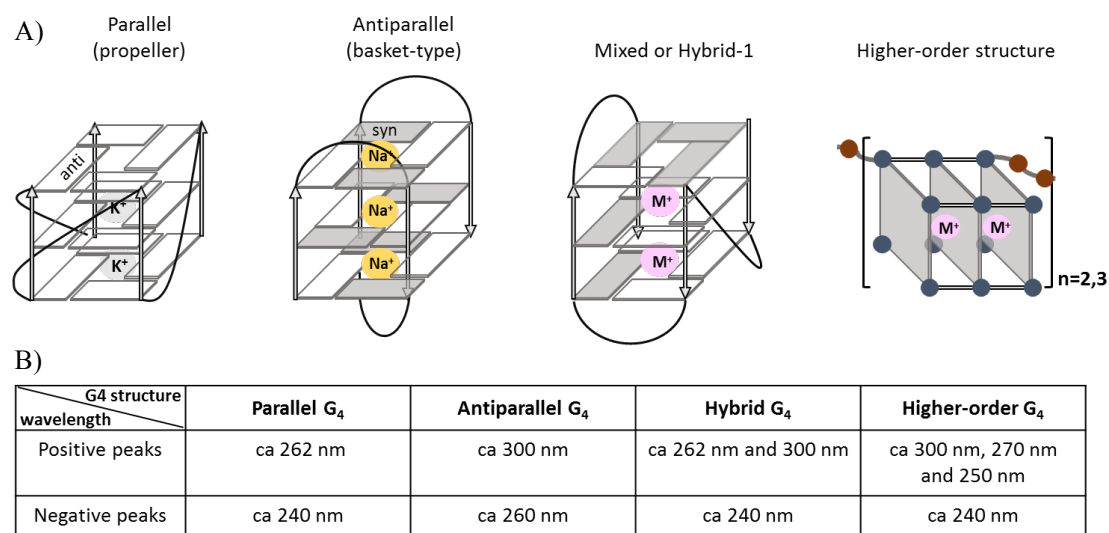 A)
Parallel
(propeller)
Antiparallel
(basket-type)
Mixed or Hybrid-1
Higher-order structure
anti
K⁺
K⁺
syn
Na⁺
Na⁺
Na⁺
M⁺
M⁺
M⁺
M⁺
n=2,3
B)
G4 structure
wavelength
Parallel G₄
Antiparallel G₄
Hybrid G₄
Higher-order G₄
Positive peaks
ca 262 nm
ca 300 nm
ca 262 nm and 300 nm
ca 300 nm, 270 nm
and 250 nm
Negative peaks
ca 240 nm
ca 260 nm
ca 240 nm
ca 240 nm